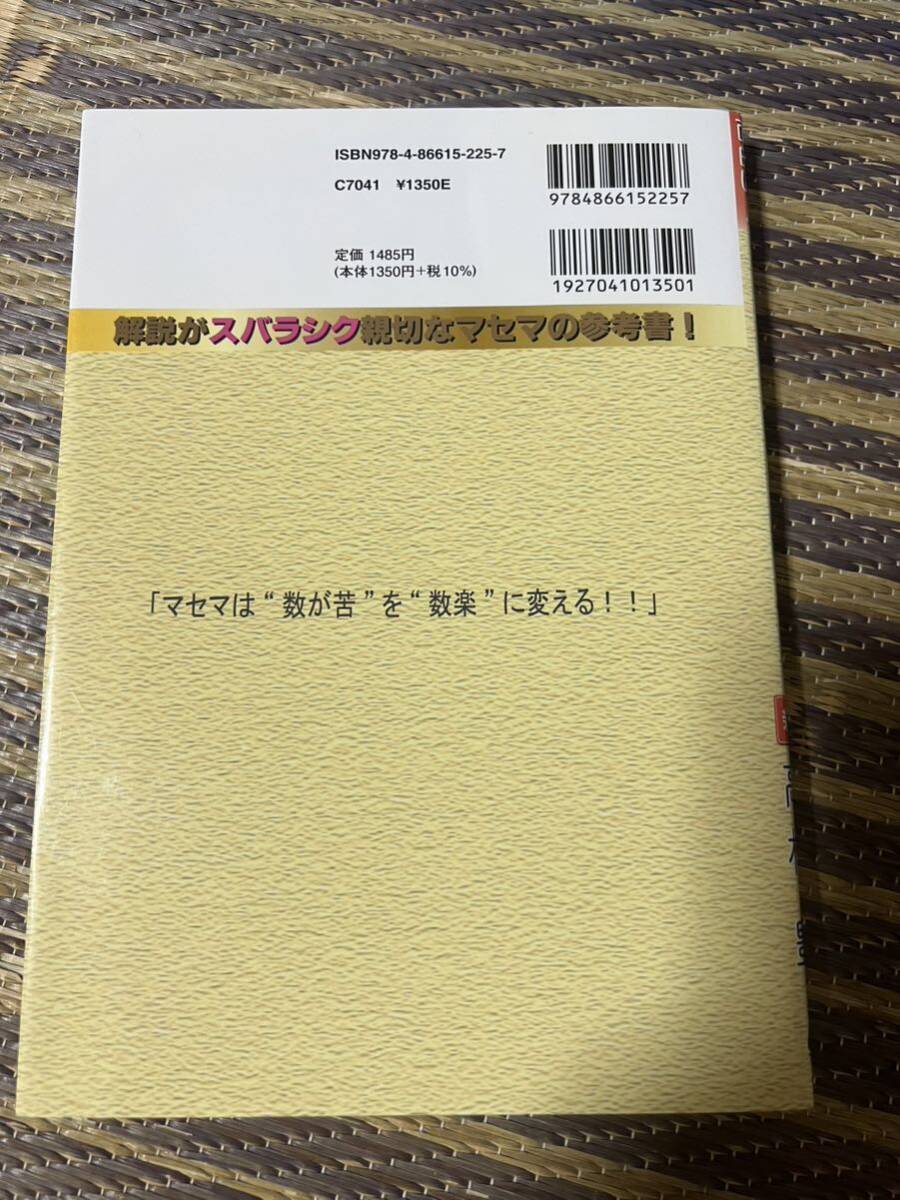 ISBN978-4-86615-225-7
C7041 ¥1350E
9784866152257
定価 1485円
(本体1350円+税10%)
1927041013501
解説がスバラシク親切なマセマの参考書！
「マセマは“数が苦”を“数楽”に変える！！」